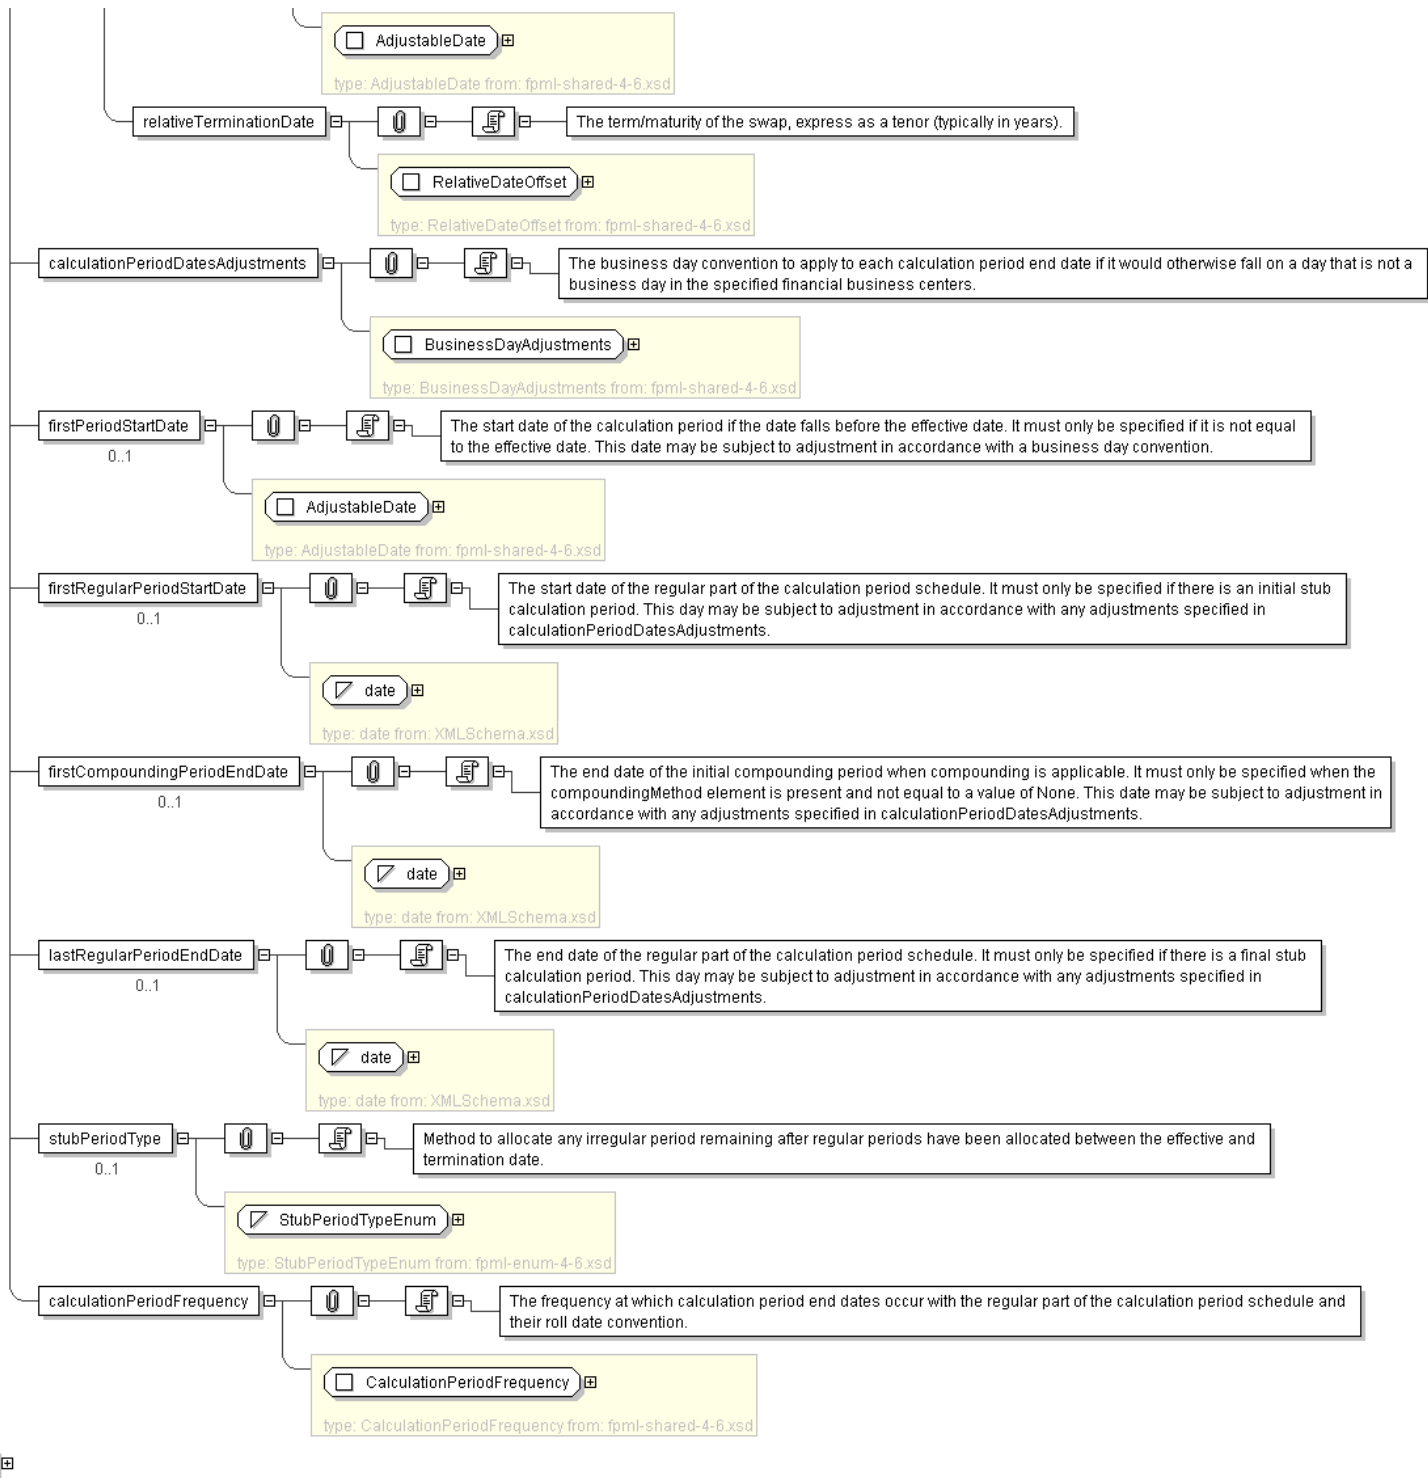 AdjustableDate
type: AdjustableDate from: fpml-shared-4-6.xsd
relativeTerminationDate
The term/maturity of the swap, express as a tenor (typically in years).
RelativeDateOffset
type: RelativeDateOffset from: fpml-shared-4-6.xsd
calculationPeriodDatesAdjustments
The business day convention to apply to each calculation period end date if it would otherwise fall on a day that is not a
business day in the specified financial business centers.
BusinessDayAdjustments
type: BusinessDayAdjustments from: fpml-shared-4-6.xsd
firstPeriodStartDate
0..1
The start date of the calculation period if the date falls before the effective date. It must only be specified if it is not equal
to the effective date. This date may be subject to adjustment in accordance with a business day convention.
AdjustableDate
type: AdjustableDate from: fpml-shared-4-6.xsd
firstRegularPeriodStartDate
0..1
The start date of the regular part of the calculation period schedule. It must only be specified if there is an initial stub
calculation period. This day may be subject to adjustment in accordance with any adjustments specified in
calculationPeriodDatesAdjustments.
date
type: date from: XMLSchema.xsd
firstCompoundingPeriodEndDate
0..1
The end date of the initial compounding period when compounding is applicable. It must only be specified when the
compoundingMethod element is present and not equal to a value of None. This date may be subject to adjustment in
accordance with any adjustments specified in calculationPeriodDatesAdjustments.
date
type: date from: XMLSchema.xsd
lastRegularPeriodEndDate
0..1
The end date of the regular part of the calculation period schedule. It must only be specified if there is a final stub
calculation period. This day may be subject to adjustment in accordance with any adjustments specified in
calculationPeriodDatesAdjustments.
date
type: date from: XMLSchema.xsd
stubPeriodType
0..1
Method to allocate any irregular period remaining after regular periods have been allocated between the effective and
termination date.
StubPeriodTypeEnum
type: StubPeriodTypeEnum from: fpml-enum-4-6.xsd
calculationPeriodFrequency
The frequency at which calculation period end dates occur with the regular part of the calculation period schedule and
their roll date convention.
CalculationPeriodFrequency
type: CalculationPeriodFrequency from: fpml-shared-4-6.xsd